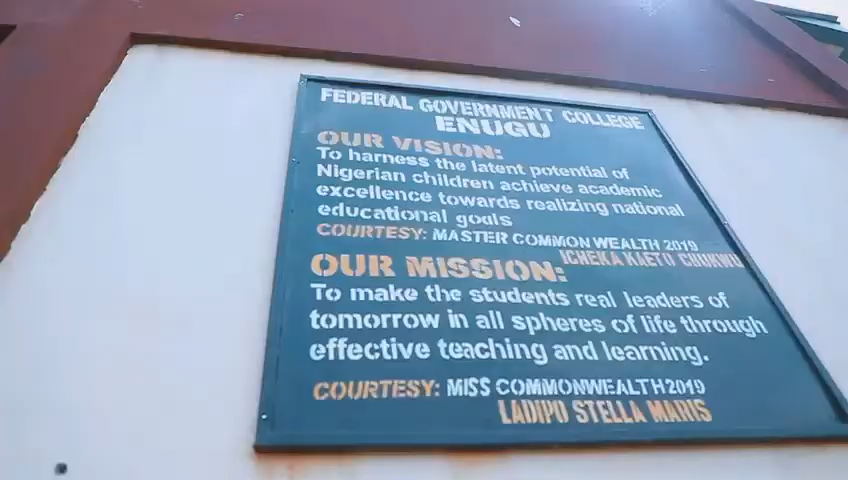 FEDERAL GOVERNMENT COLLEGE
ENUGU
OUR VISION:
To harness the latent potential of
Nigerian children achieve academic
excellence towards realizing national
educational goals
COURTESY: MASTER COMMON WEALTH 2019
ICHEKA KAETO CHUKWU
OUR MISSION:
To make the students real leaders of
tomorrow in all spheres of life through
effective teaching and learning.
COURTESY: MISS COMMONWEALTH 2019
LADIPO STELLA MARIS